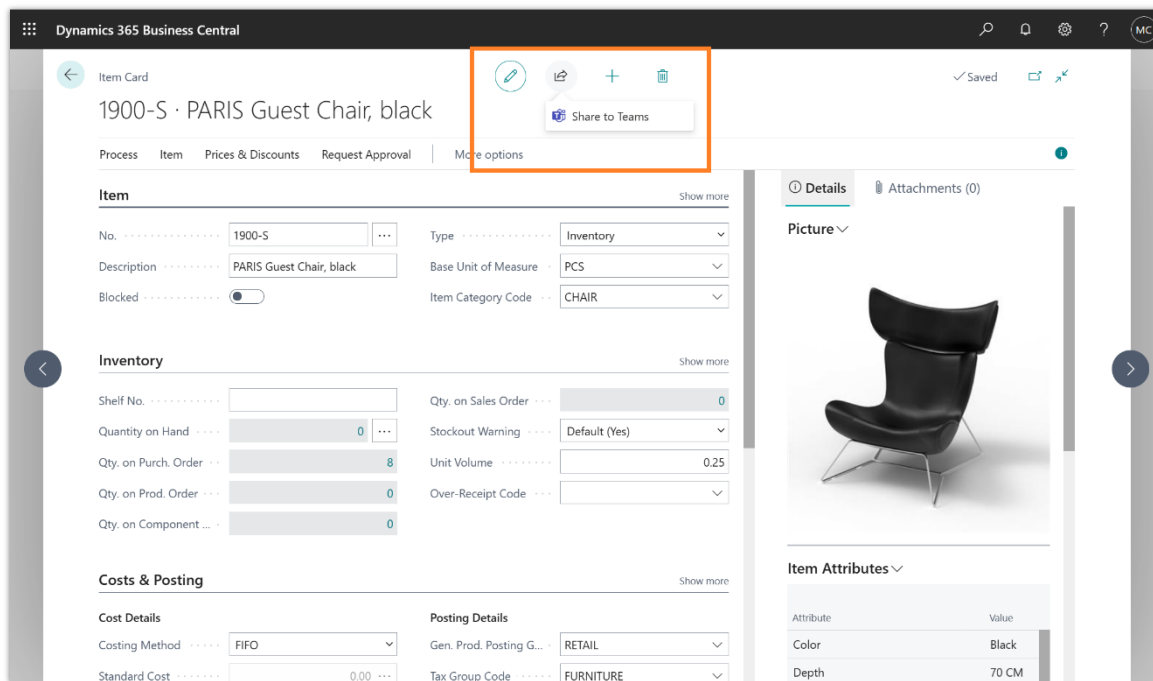 Dynamics 365 Business Central
?
MC
Item Card
Saved
1900-S · PARIS Guest Chair, black
Share to Teams
Process Item Prices & Discounts Request Approval More options
Item Show more
No. 1900-S ...
Type Inventory
Description PARIS Guest Chair, black
Base Unit of Measure PCS
Blocked
Item Category Code CHAIR
Inventory Show more
Shelf No.
Qty. on Sales Order 0
Quantity on Hand 0 ...
Stockout Warning Default (Yes)
Qty. on Purch. Order 8
Unit Volume 0.25
Qty. on Prod. Order 0
Over-Receipt Code
Qty. on Component ... 0
Costs & Posting Show more
Cost Details
Posting Details
Costing Method FIFO
Gen. Prod. Posting G... RETAIL
Standard Cost 0.00 ...
Tax Group Code FURNITURE
Details Attachments (0)
Picture
Item Attributes
Attribute Value
Color Black
Depth 70 CM